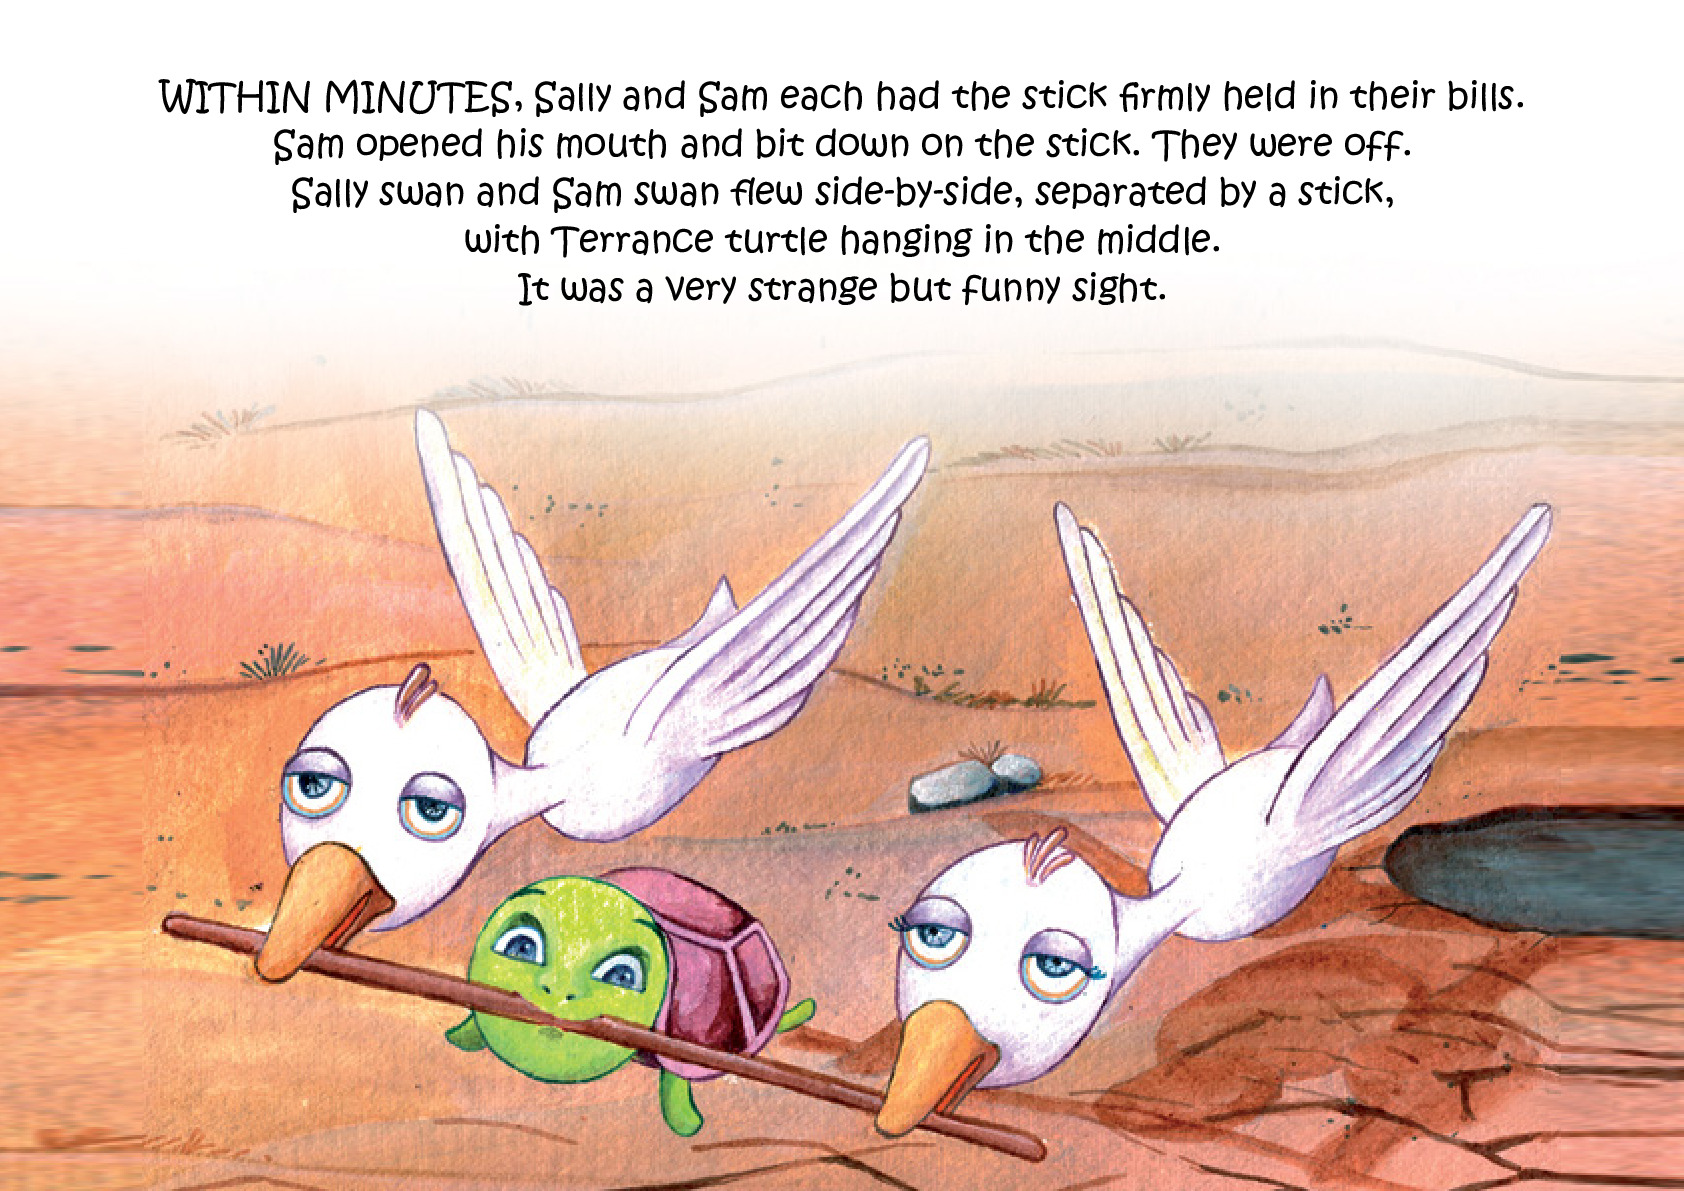 WITHIN MINUTES, Sally and Sam each had the stick firmly held in their bills.
Sam opened his mouth and bit down on the stick. They were off.
Sally swan and Sam swan flew side-by-side, separated by a stick,
with Terrance turtle hanging in the middle.
It was a very strange but funny sight.